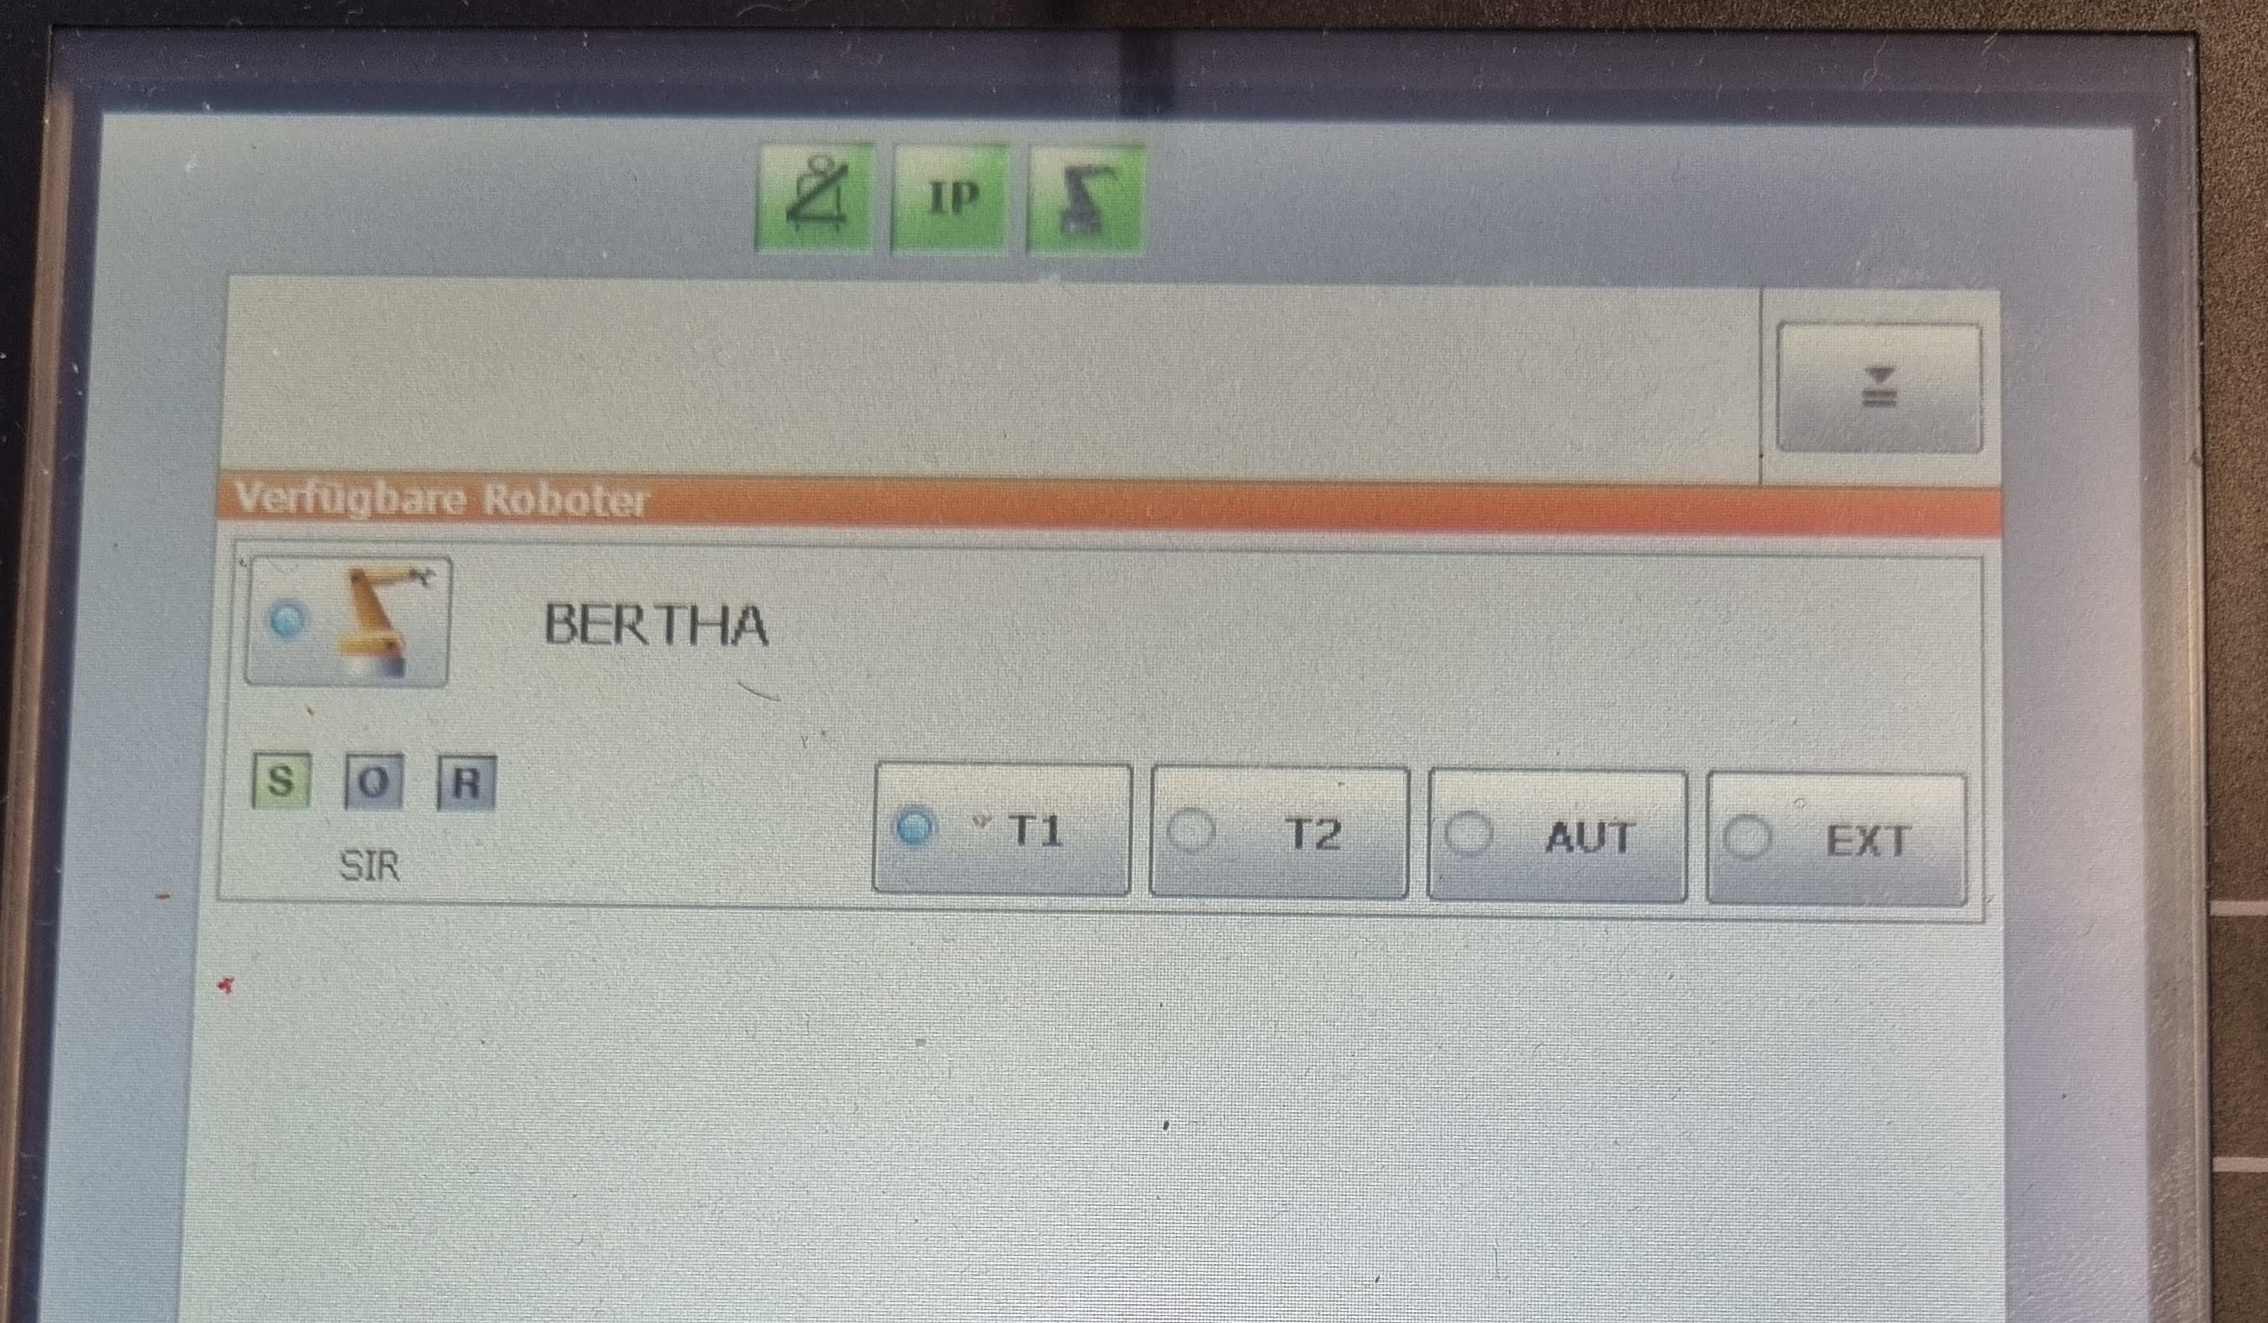 IP
Verfügbare Roboter
BERTHA
S O R
SIR
T1 T2 AUT EXT